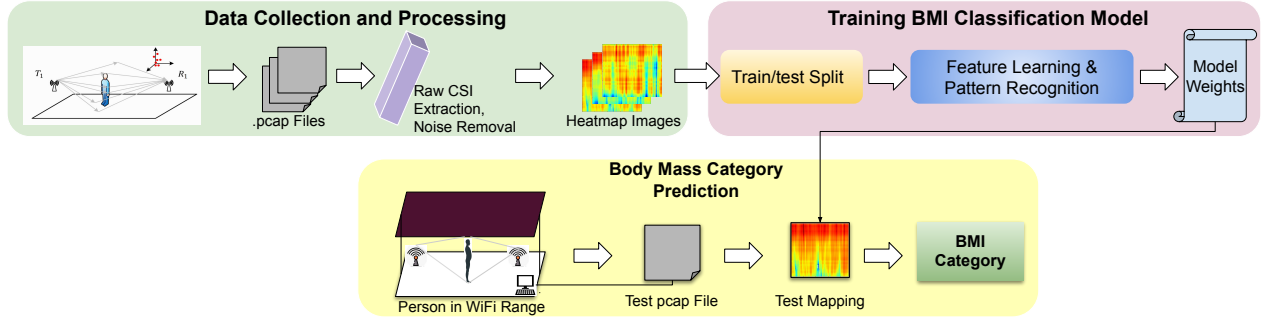 Data Collection and Processing
T1
R1
.pcap Files
Raw CSI
Extraction,
Noise Removal
Heatmap Images
Training BMI Classification Model
Train/test Split
Feature Learning &
Pattern Recognition
Model
Weights
Body Mass Category
Prediction
Person in WiFi Range
Test pcap File
Test Mapping
BMI
Category